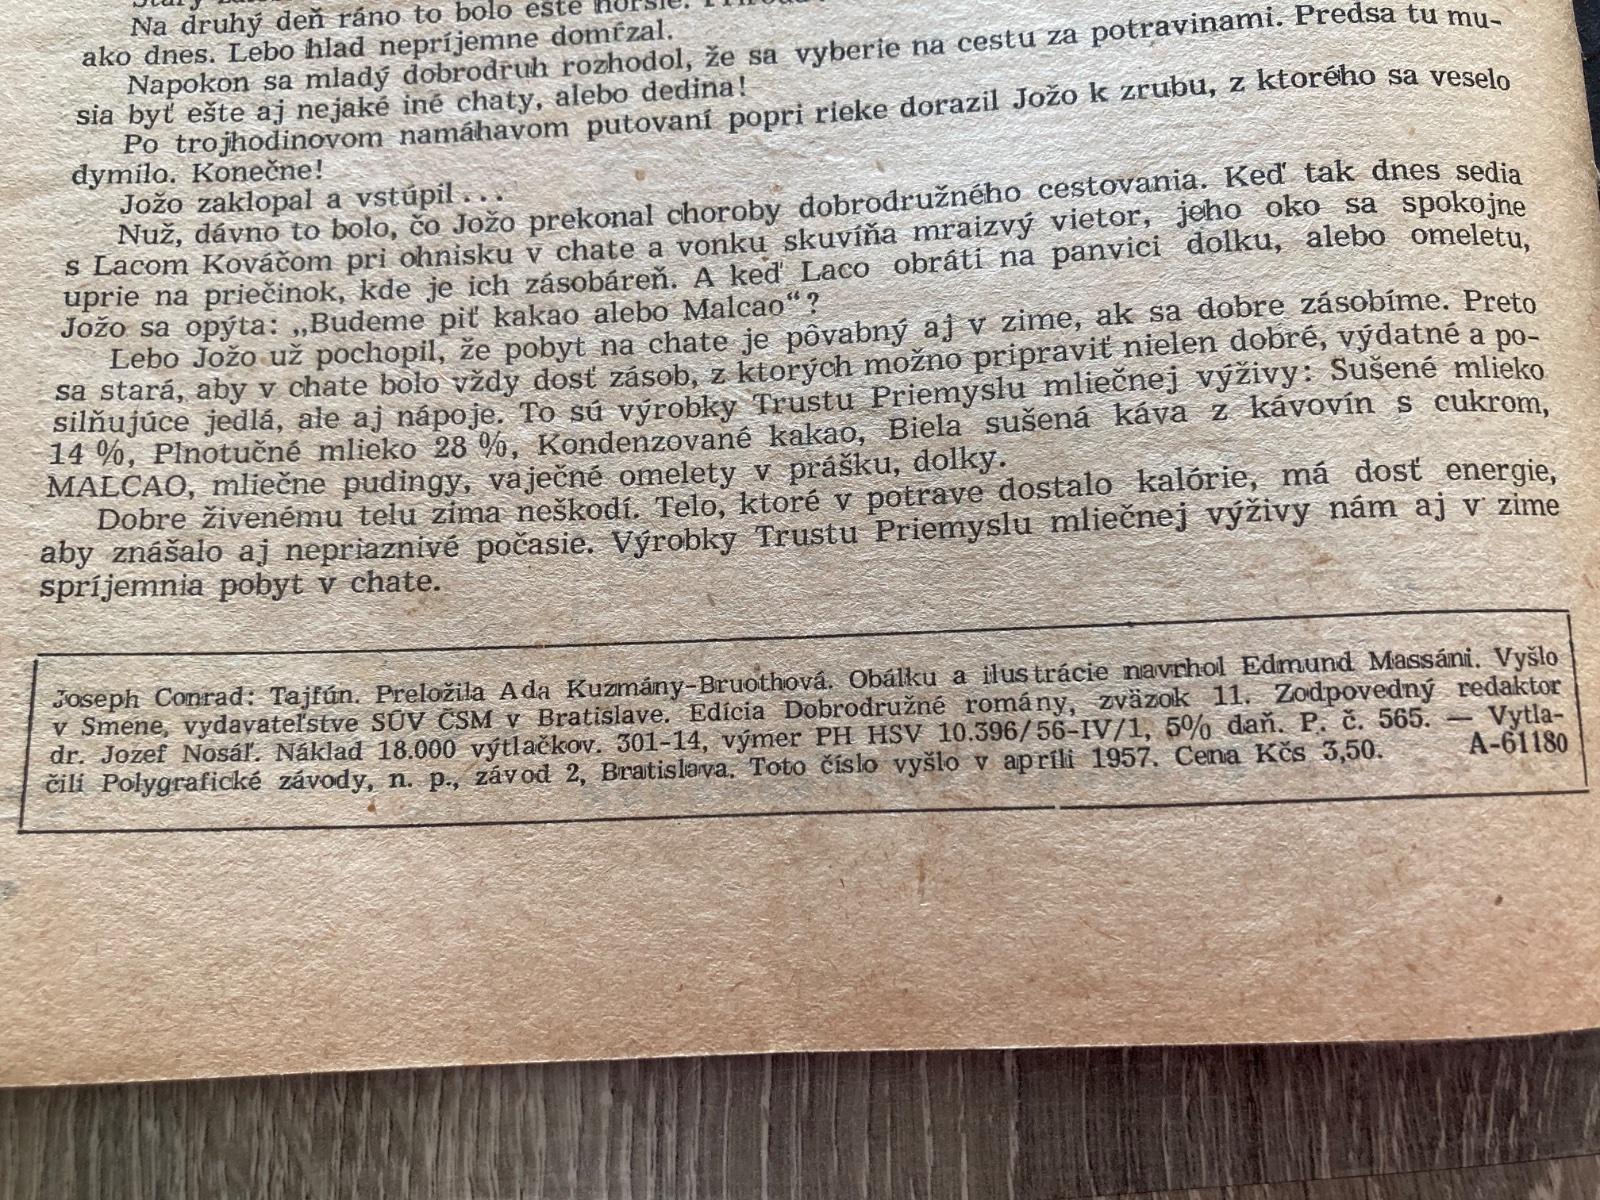 Na druhý deň ráno to bolo ešte horšie.
ako dnes. Lebo hlad nepríjemne domŕzal.
Napokon sa mladý dobrodruh rozhodol, že sa vyberie na cestu za potravinami. Predsa tu mu-
sia byť ešte aj nejaké iné chaty, alebo dedina!
Po trojhodinovom namáhavom putovaní popri rieke dorazil Jožo k zrubu, z ktorého sa veselo
dymilo. Konečne!
Jožo zaklopal a vstúpil...
Nuž, dávno to bolo, čo Jožo prekonal choroby dobrodružného cestovania. Keď tak dnes sedia
s Lacom Kováčom pri ohnisku v chate a vonku skuvíňa mraizvý vietor, jeho oko sa spokojne
uprie na priečinok, kde je ich zásobáreň. A keď Laco obráti na panvici dolku, alebo omeletu,
Jožo sa opýta: „Budeme piť kakao alebo Malcao“?
Lebo Jožo už pochopil, že pobyt na chate je pôvabný aj v zime, ak sa dobre zásobíme. Preto
sa stará, aby v chate bolo vždy dosť zásob, z ktorých možno pripraviť nielen dobré, výdatné a po-
silňujúce jedlá, ale aj nápoje. To sú výrobky Trustu Priemyslu mliečnej výživy: Sušené mlieko
14 %, Plnotučné mlieko 28 %, Kondenzované kakao, Biela sušená káva z kávovín s cukrom,
MALCAO, mliečne pudingy, vaječné omelety v prášku, dolky.
Dobre živenému telu zima neškodí. Telo, ktoré v potrave dostalo kalórie, má dosť energie,
aby znášalo aj nepriaznivé počasie. Výrobky Trustu Priemyslu mliečnej výživy nám aj v zime
spríjemnia pobyt v chate.
Joseph Conrad: Tajfún. Preložila Ada Kuzmány-Bruothová. Obálku a ilustrácie navrhol Edmund Massáni. Vyšlo
v Smene, vydavateľstve SÚV ČSM v Bratislave. Edícia Dobrodružné romány, zväzok 11. Zodpovedný redaktor
dr. Jozef Nosáľ. Náklad 18.000 výtlačkov. 301-14, výmer PH HSV 10.396/56-IV/1, 5% daň. P. č. 565. — Vytla-
čili Polygrafické závody, n. p., závod 2, Bratislava. Toto číslo vyšlo v apríli 1957. Cena Kčs 3,50. A-61180